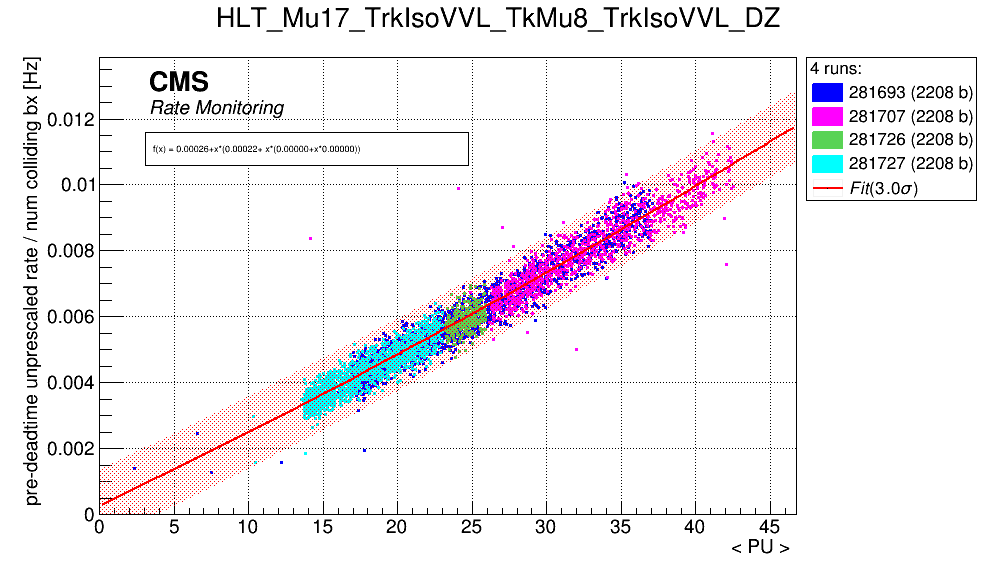 HLT_Mu17_TrkIsoVVL_TkMu8_TrkIsoVVL_DZ
pre-deadtime unprescaled rate / num colliding bx [Hz]
CMS
Rate Monitoring
f(x) = 0.00026+x*(0.00022+ x*(0.00000+x*0.00000))
4 runs:
281693 (2208 b)
281707 (2208 b)
281726 (2208 b)
281727 (2208 b)
Fit(3.0σ)
0.012
0.01
0.008
0.006
0.004
0.002
0
0 5 10 15 20 25 30 35 40 45
< PU >